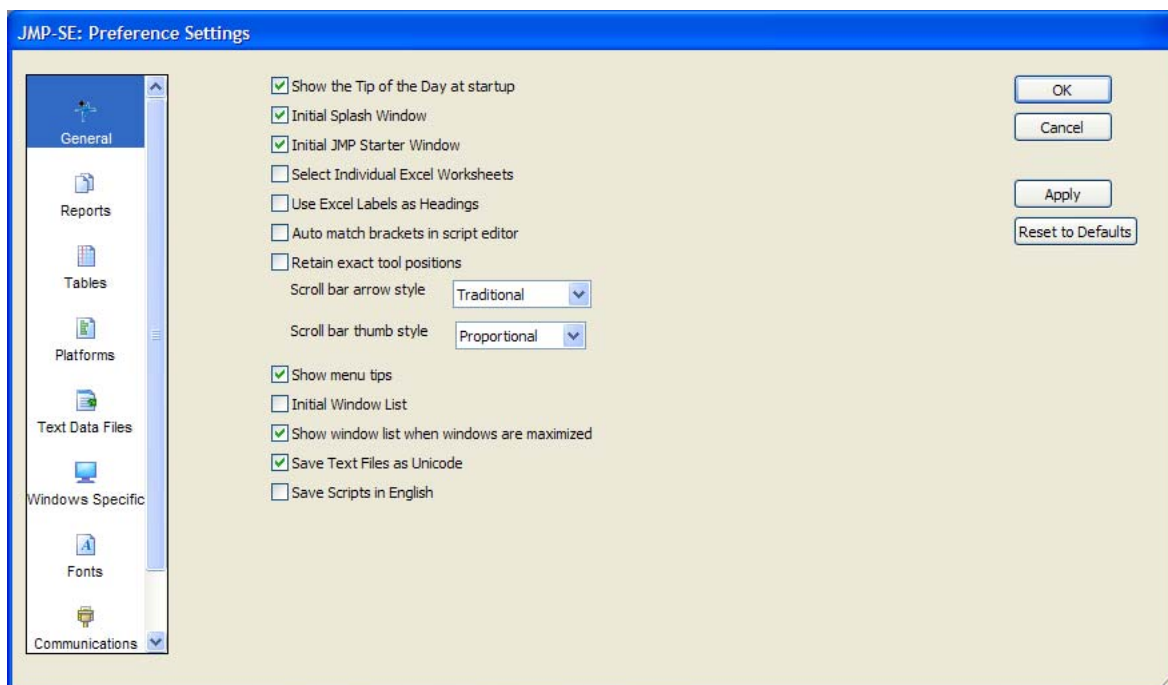 JMP-SE: Preference Settings
General
Reports
Tables
Platforms
Text Data Files
Windows Specific
Fonts
Communications
Show the Tip of the Day at startup
Initial Splash Window
Initial JMP Starter Window
Select Individual Excel Worksheets
Use Excel Labels as Headings
Auto match brackets in script editor
Retain exact tool positions
Scroll bar arrow style Traditional
Scroll bar thumb style Proportional
Show menu tips
Initial Window List
Show window list when windows are maximized
Save Text Files as Unicode
Save Scripts in English
OK
Cancel
Apply
Reset to Defaults